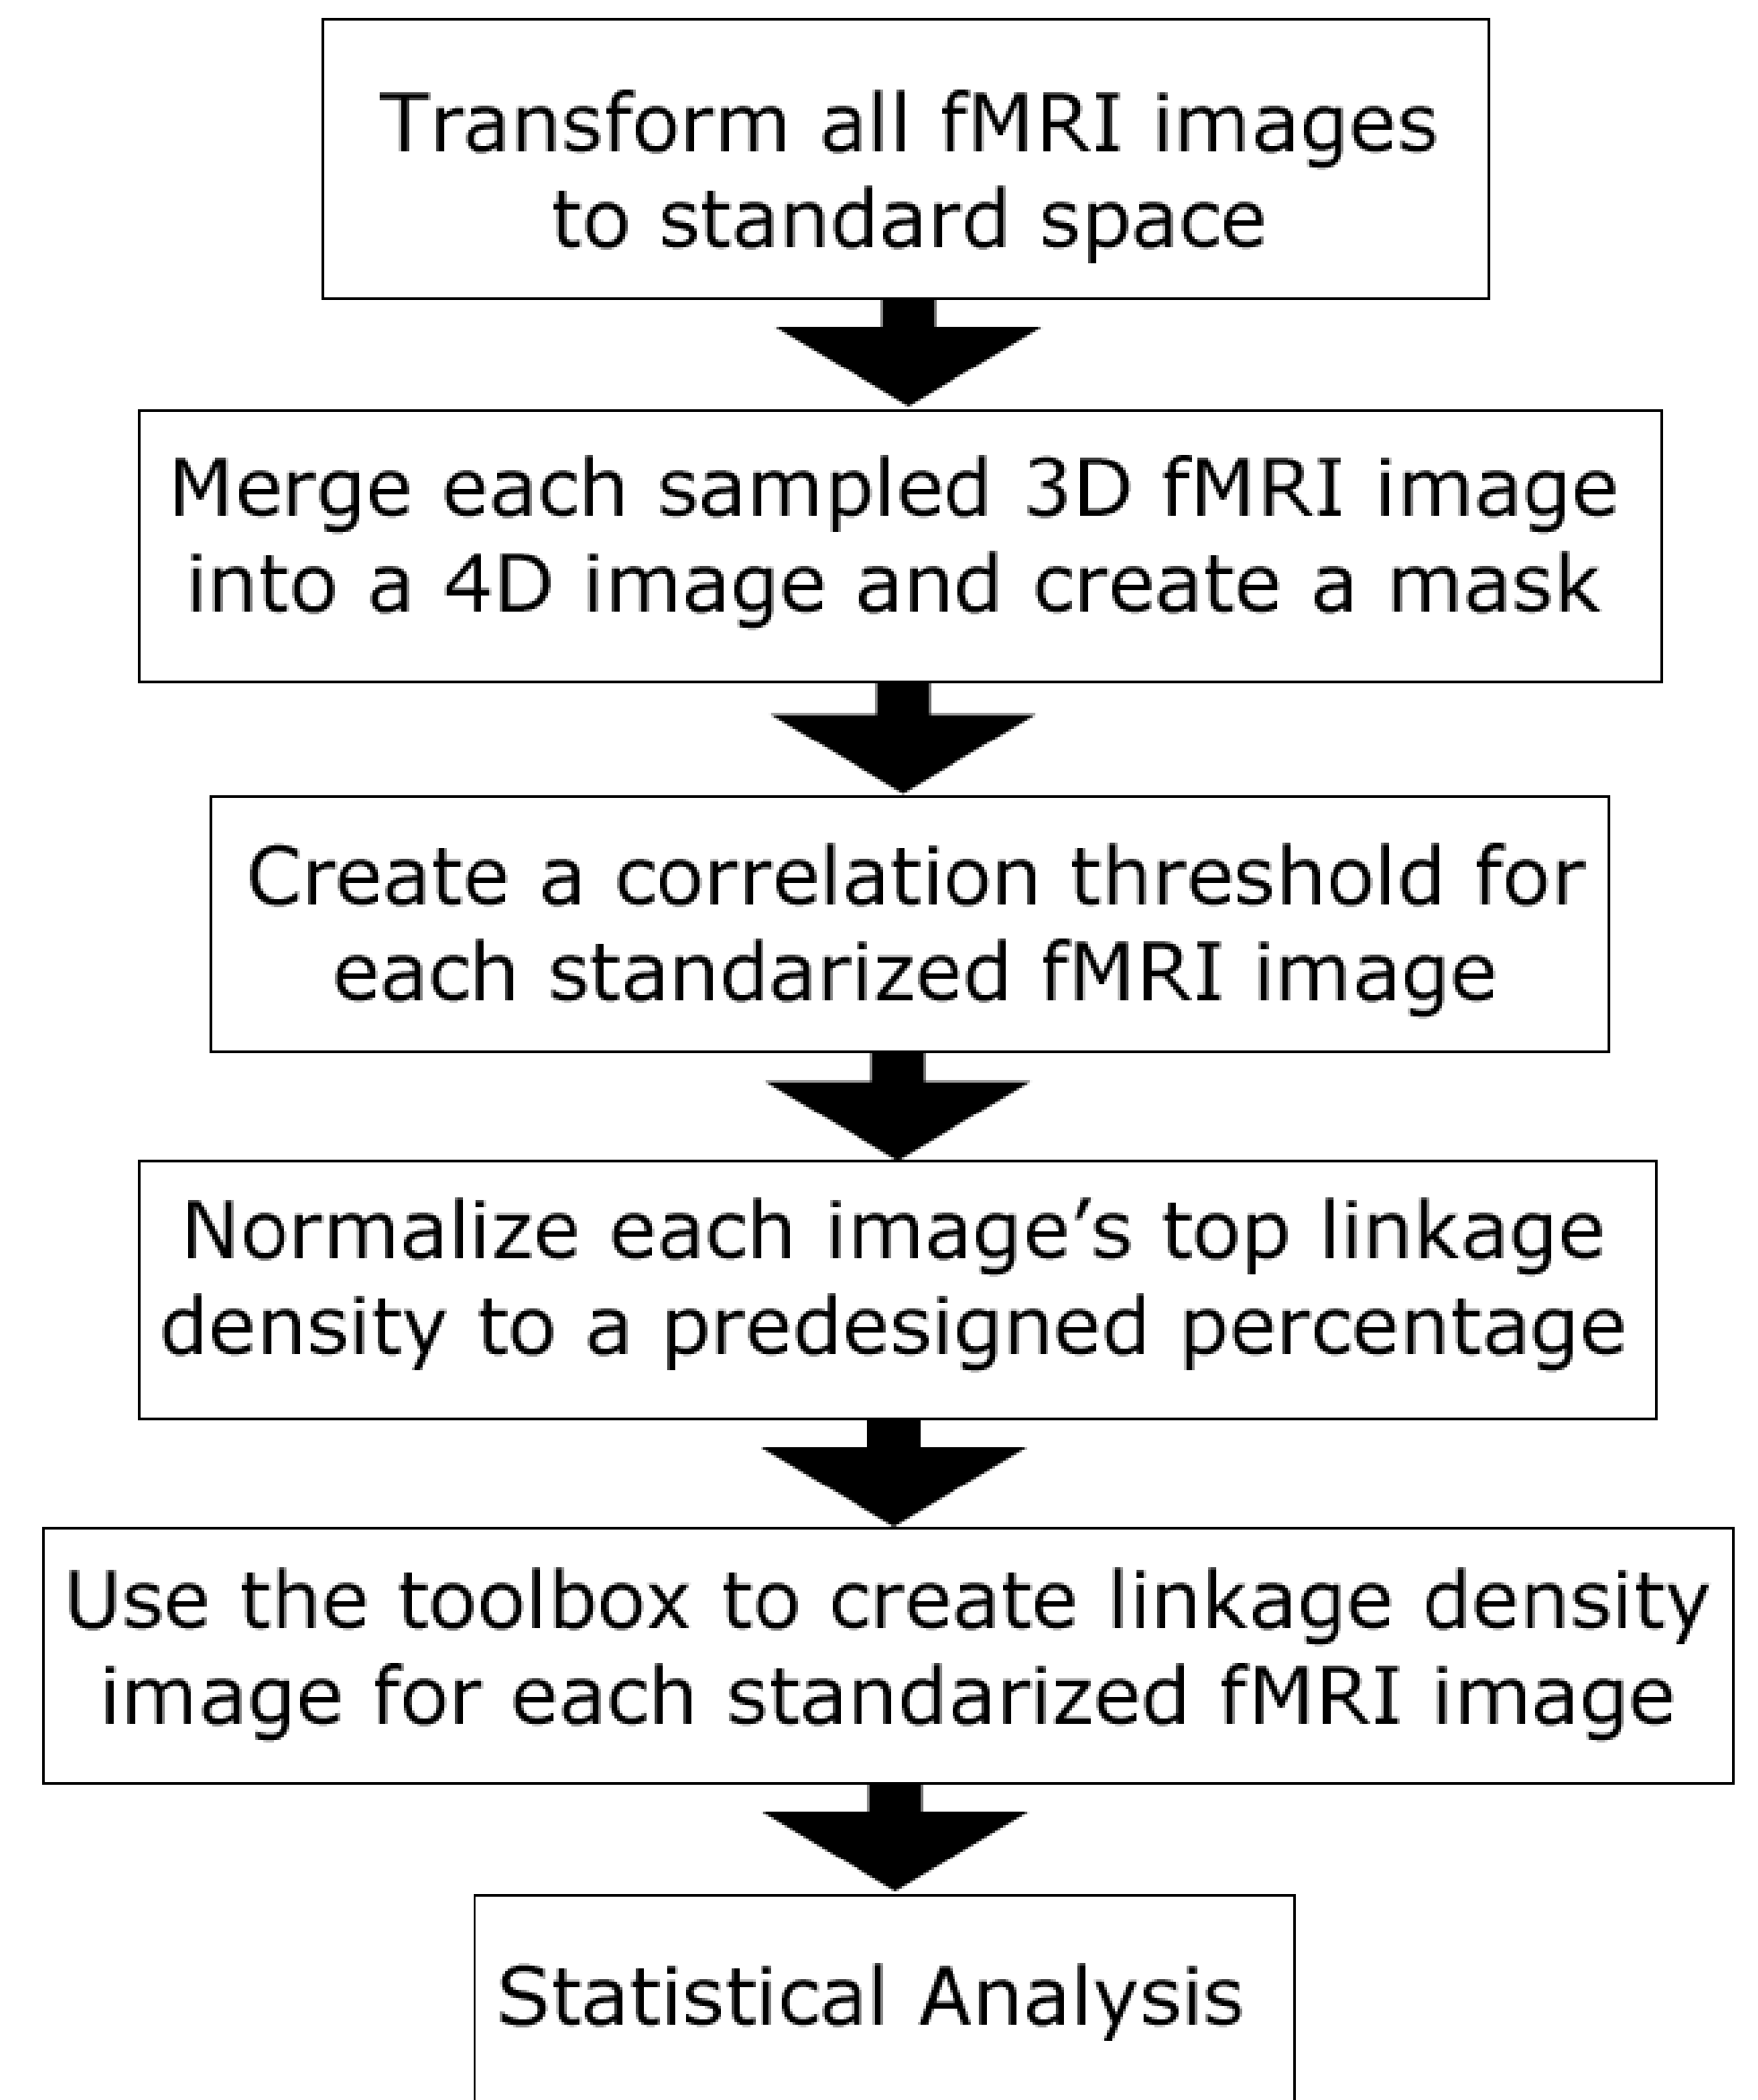 Transform all fMRI images
to standard space
Merge each sampled 3D fMRI image
into a 4D image and create a mask
Create a correlation threshold for
each standarized fMRI image
Normalize each image’s top linkage
density to a predesigned percentage
Use the toolbox to create linkage density
image for each standarized fMRI image
Statistical Analysis